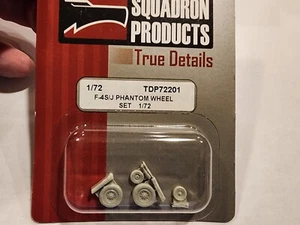 SQUADRON
PRODUCTS
True Details
1/72 TDP72201
F-4S/J PHANTOM WHEEL
SET 1/72